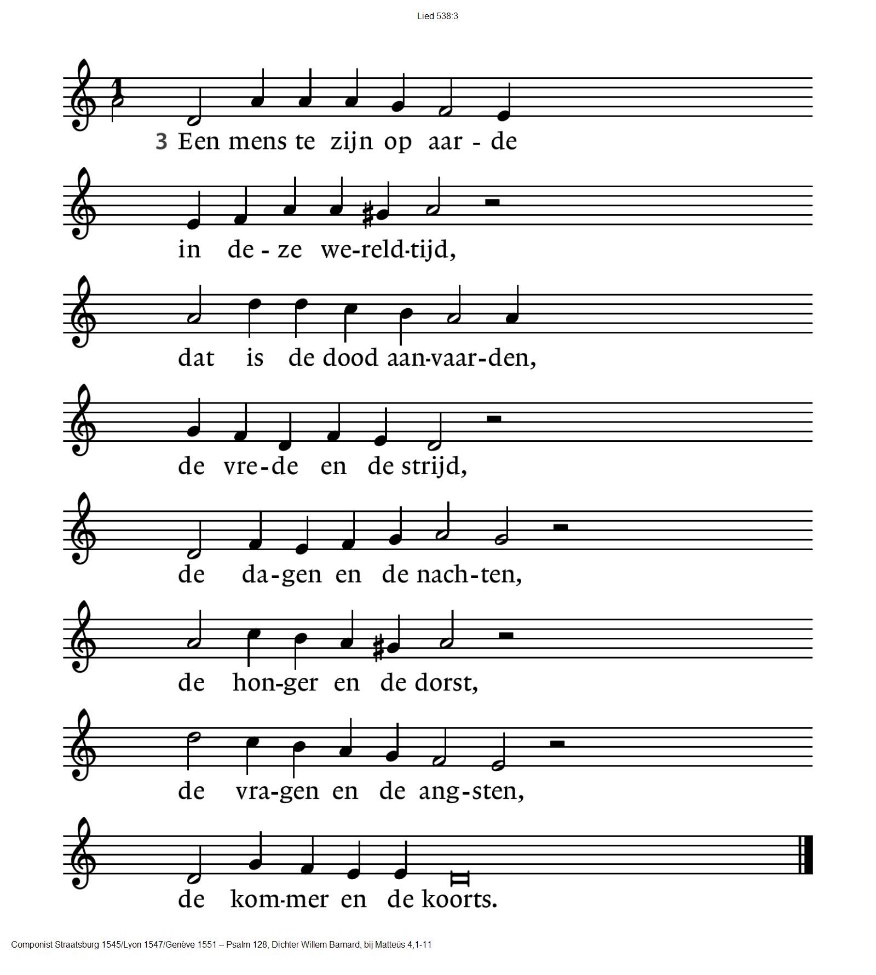 Lied 538:3
1
3 Een mens te zijn op aar - de
in de - ze we-reld-tijd,
dat is de dood aan-vaar-den,
de vre-de en de strijd,
de da-gen en de nach-ten,
de hon-ger en de dorst,
de vra-gen en de ang-sten,
de kom-mer en de koorts.
Componist Straatsburg 1545/Lyon 1547/Genève 1551 – Psalm 128, Dichter Willem Barnard, bij Matteüs 4,1-11